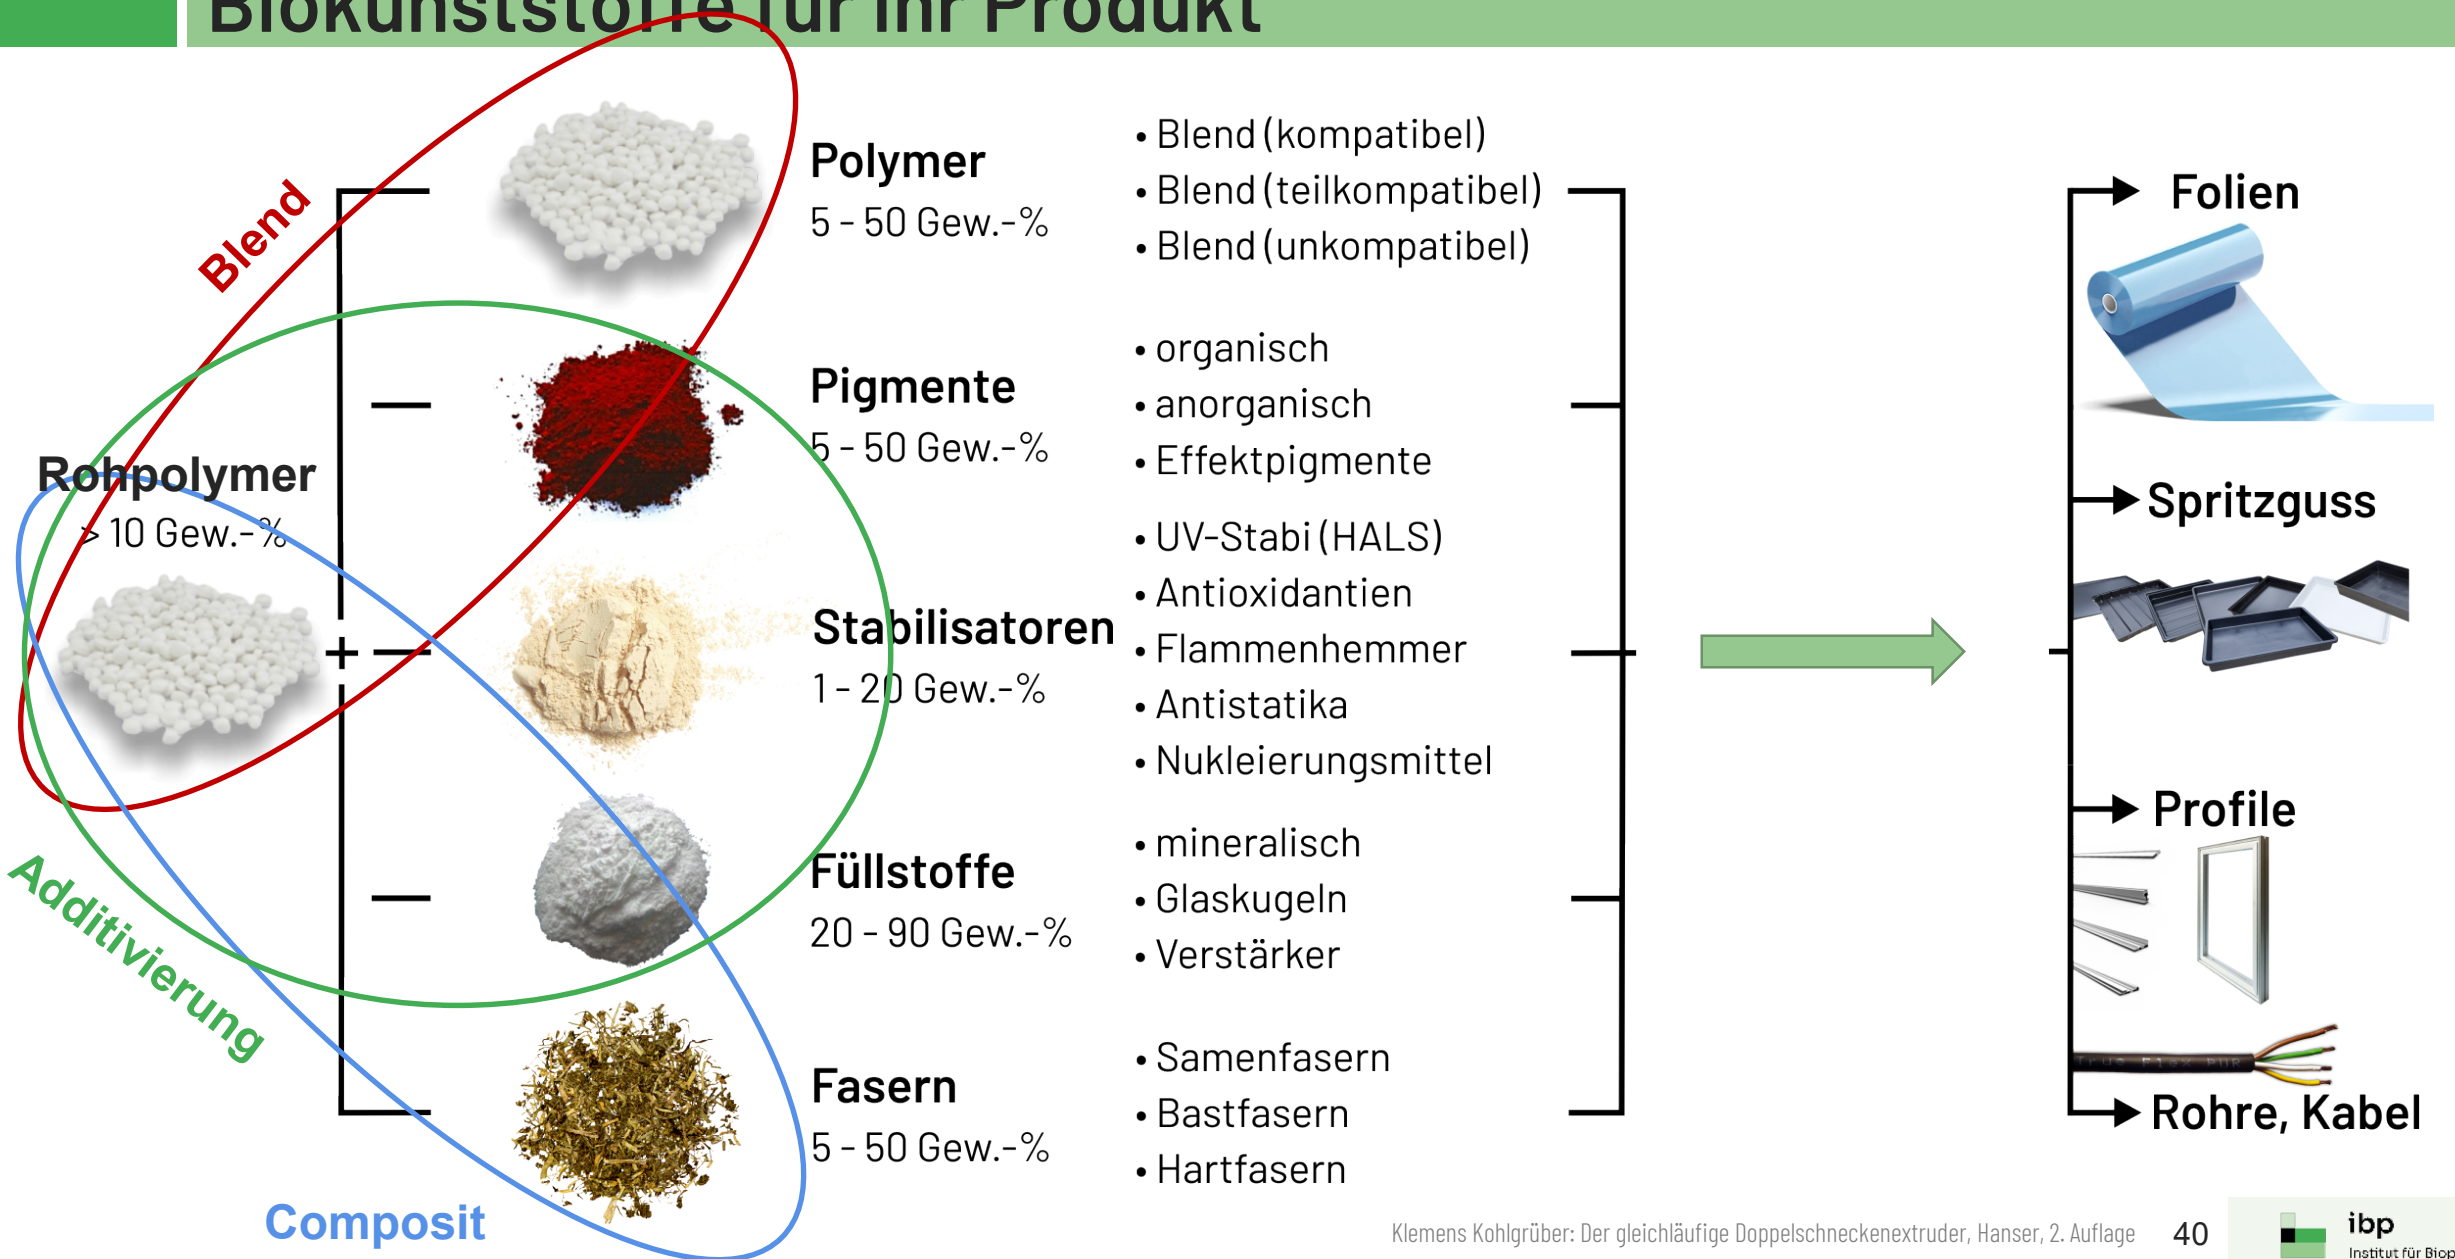 Biokunststoffe für Ihr Produkt
Blend
Rohpolymer
> 10 Gew.-%
+
Additivierung
Composit
Polymer
5 - 50 Gew.-%
• Blend (kompatibel)
• Blend (teilkompatibel)
• Blend (unkompatibel)
Pigmente
5 - 50 Gew.-%
• organisch
• anorganisch
• Effektpigmente
Stabilisatoren
1 - 20 Gew.-%
• UV-Stabi (HALS)
• Antioxidantien
• Flammenhemmer
• Antistatika
• Nukleierungsmittel
Füllstoffe
20 - 90 Gew.-%
• mineralisch
• Glaskugeln
• Verstärker
Fasern
5 - 50 Gew.-%
• Samenfasern
• Bastfasern
• Hartfasern
Folien
Spritzguss
Profile
Rohre, Kabel
Klemens Kohlgrüber: Der gleichläufige Doppelschneckenextruder, Hanser, 2. Auflage
40
ibp
Institut für Biop